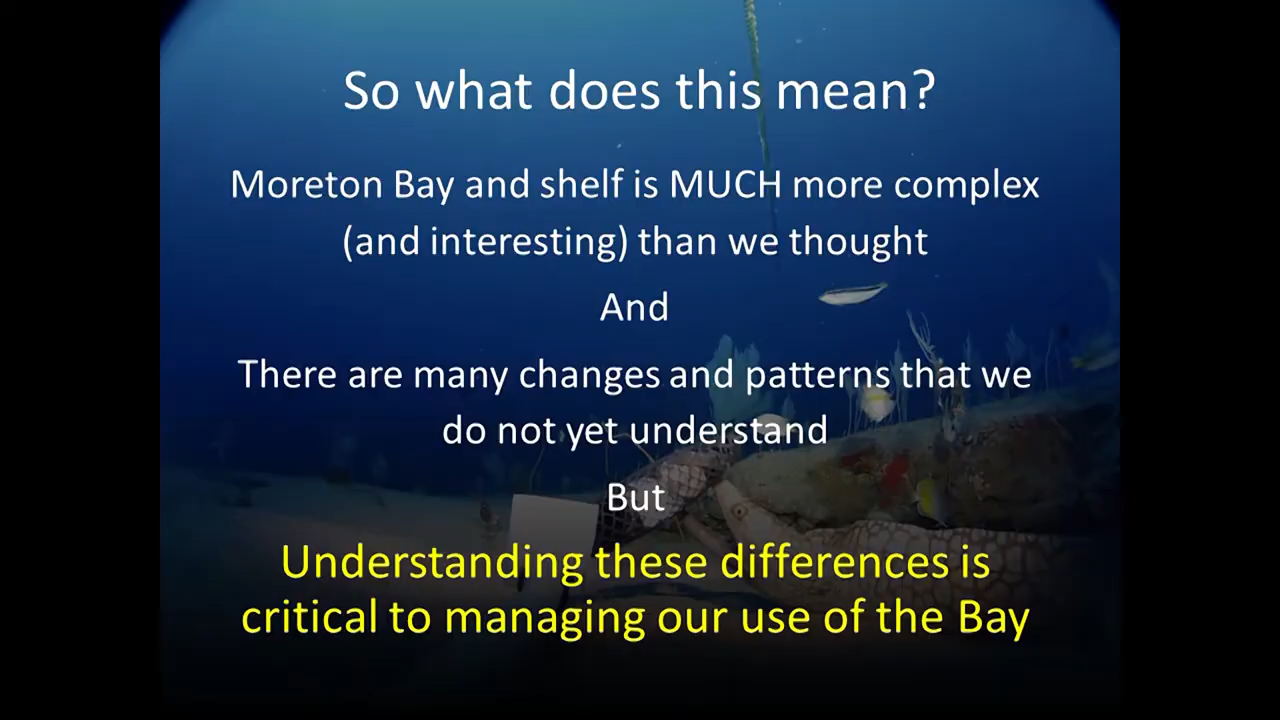 So what does this mean?
Moreton Bay and shelf is MUCH more complex
(and interesting) than we thought
And
There are many changes and patterns that we
do not yet understand
But
Understanding these differences is
critical to managing our use of the Bay